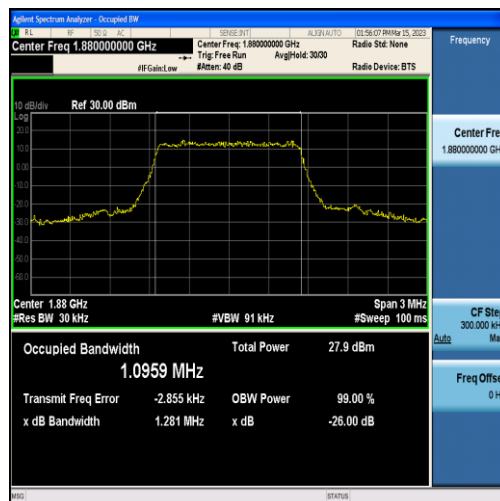 Agilent Spectrum Analyzer - Occupied BW
RL RF 50 Ω AC SENSE:INT ALIGN AUTO 01:56:07 PM Mar 15, 2023
Center Freq 1.880000000 GHz
Center Freq: 1.880000000 GHz
Radio Std: None
Trig: Free Run Avg|Hold: 30/30
#IFGain:Low #Atten: 40 dB Radio Device: BTS
10 dB/div Ref 30.00 dBm
Log
20.0
10.0
0.00
-10.0
-20.0
-30.0
-40.0
-50.0
-60.0
Center 1.88 GHz Span 3 MHz
#Res BW 30 kHz #VBW 91 kHz #Sweep 100 ms
Occupied Bandwidth Total Power 27.9 dBm
1.0959 MHz
Transmit Freq Error -2.855 kHz OBW Power 99.00 %
x dB Bandwidth 1.281 MHz x dB -26.00 dB
MSG STATUS
Frequency
Center Fre
1.880000000 GH
CF Ste
300.000 k
Auto Ma
Freq Offse
0 H